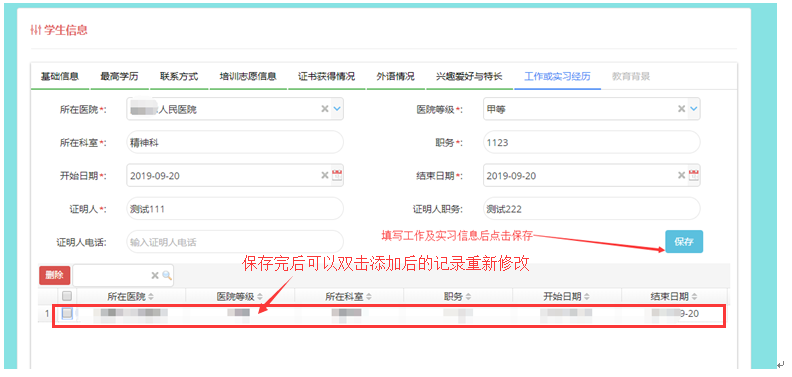 学生信息
基础信息 最高学历 联系方式 培训志愿信息 证书获得情况 外语情况 兴趣爱好与特长 工作或实习经历 教育背景
所在医院*: 人民医院 医院等级*: 甲等
所在科室*: 精神科 职务*: 1123
开始日期*: 2019-09-20 结束日期*: 2019-09-20
证明人*: 测试111 证明人职务: 测试222
证明人电话: 输入证明人电话 填写工作及实习信息后点击保存 保存
保存完后可以双击添加后的记录重新修改
删除
所在医院 医院等级 所在科室 职务 开始日期 结束日期
1 9-20